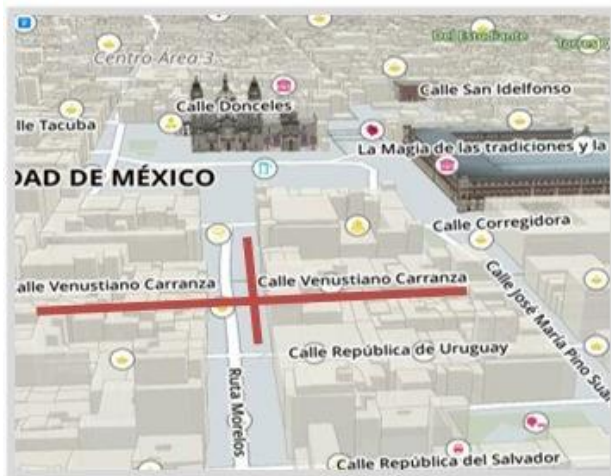 Del Estudiante
Torres
Centro Área 3
Calle San Idelfonso
Calle Donceles
lle Tacuba
La Magia de las tradiciones y la
DAD DE MÉXICO
Calle Corregidora
alle Venustiano Carranza
Calle Venustiano Carranza
Calle José María Pino Suár
Calle República de Uruguay
Ruta Morelos
Calle República del Salvador